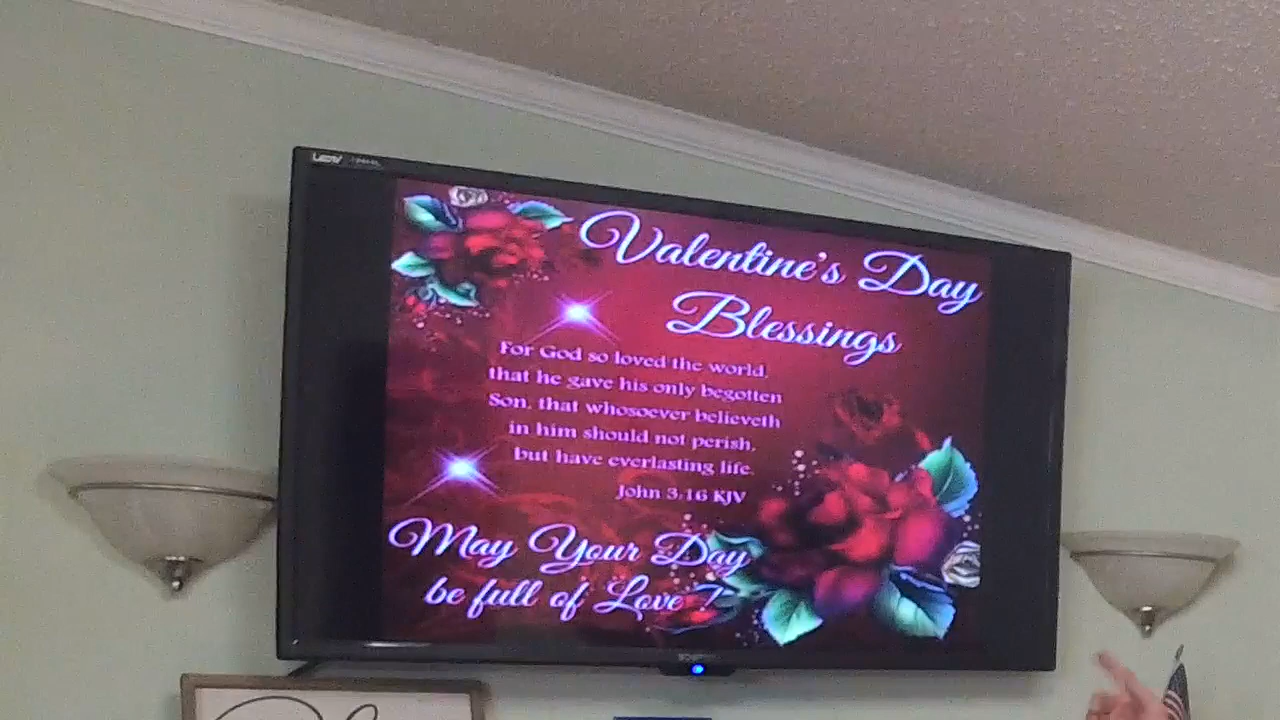 Valentine's Day
Blessings
For God so loved the world,
that he gave his only begotten
Son, that whosoever believeth
in him should not perish,
but have everlasting life.
John 3:16 KJV
May Your Day
be full of Love ?